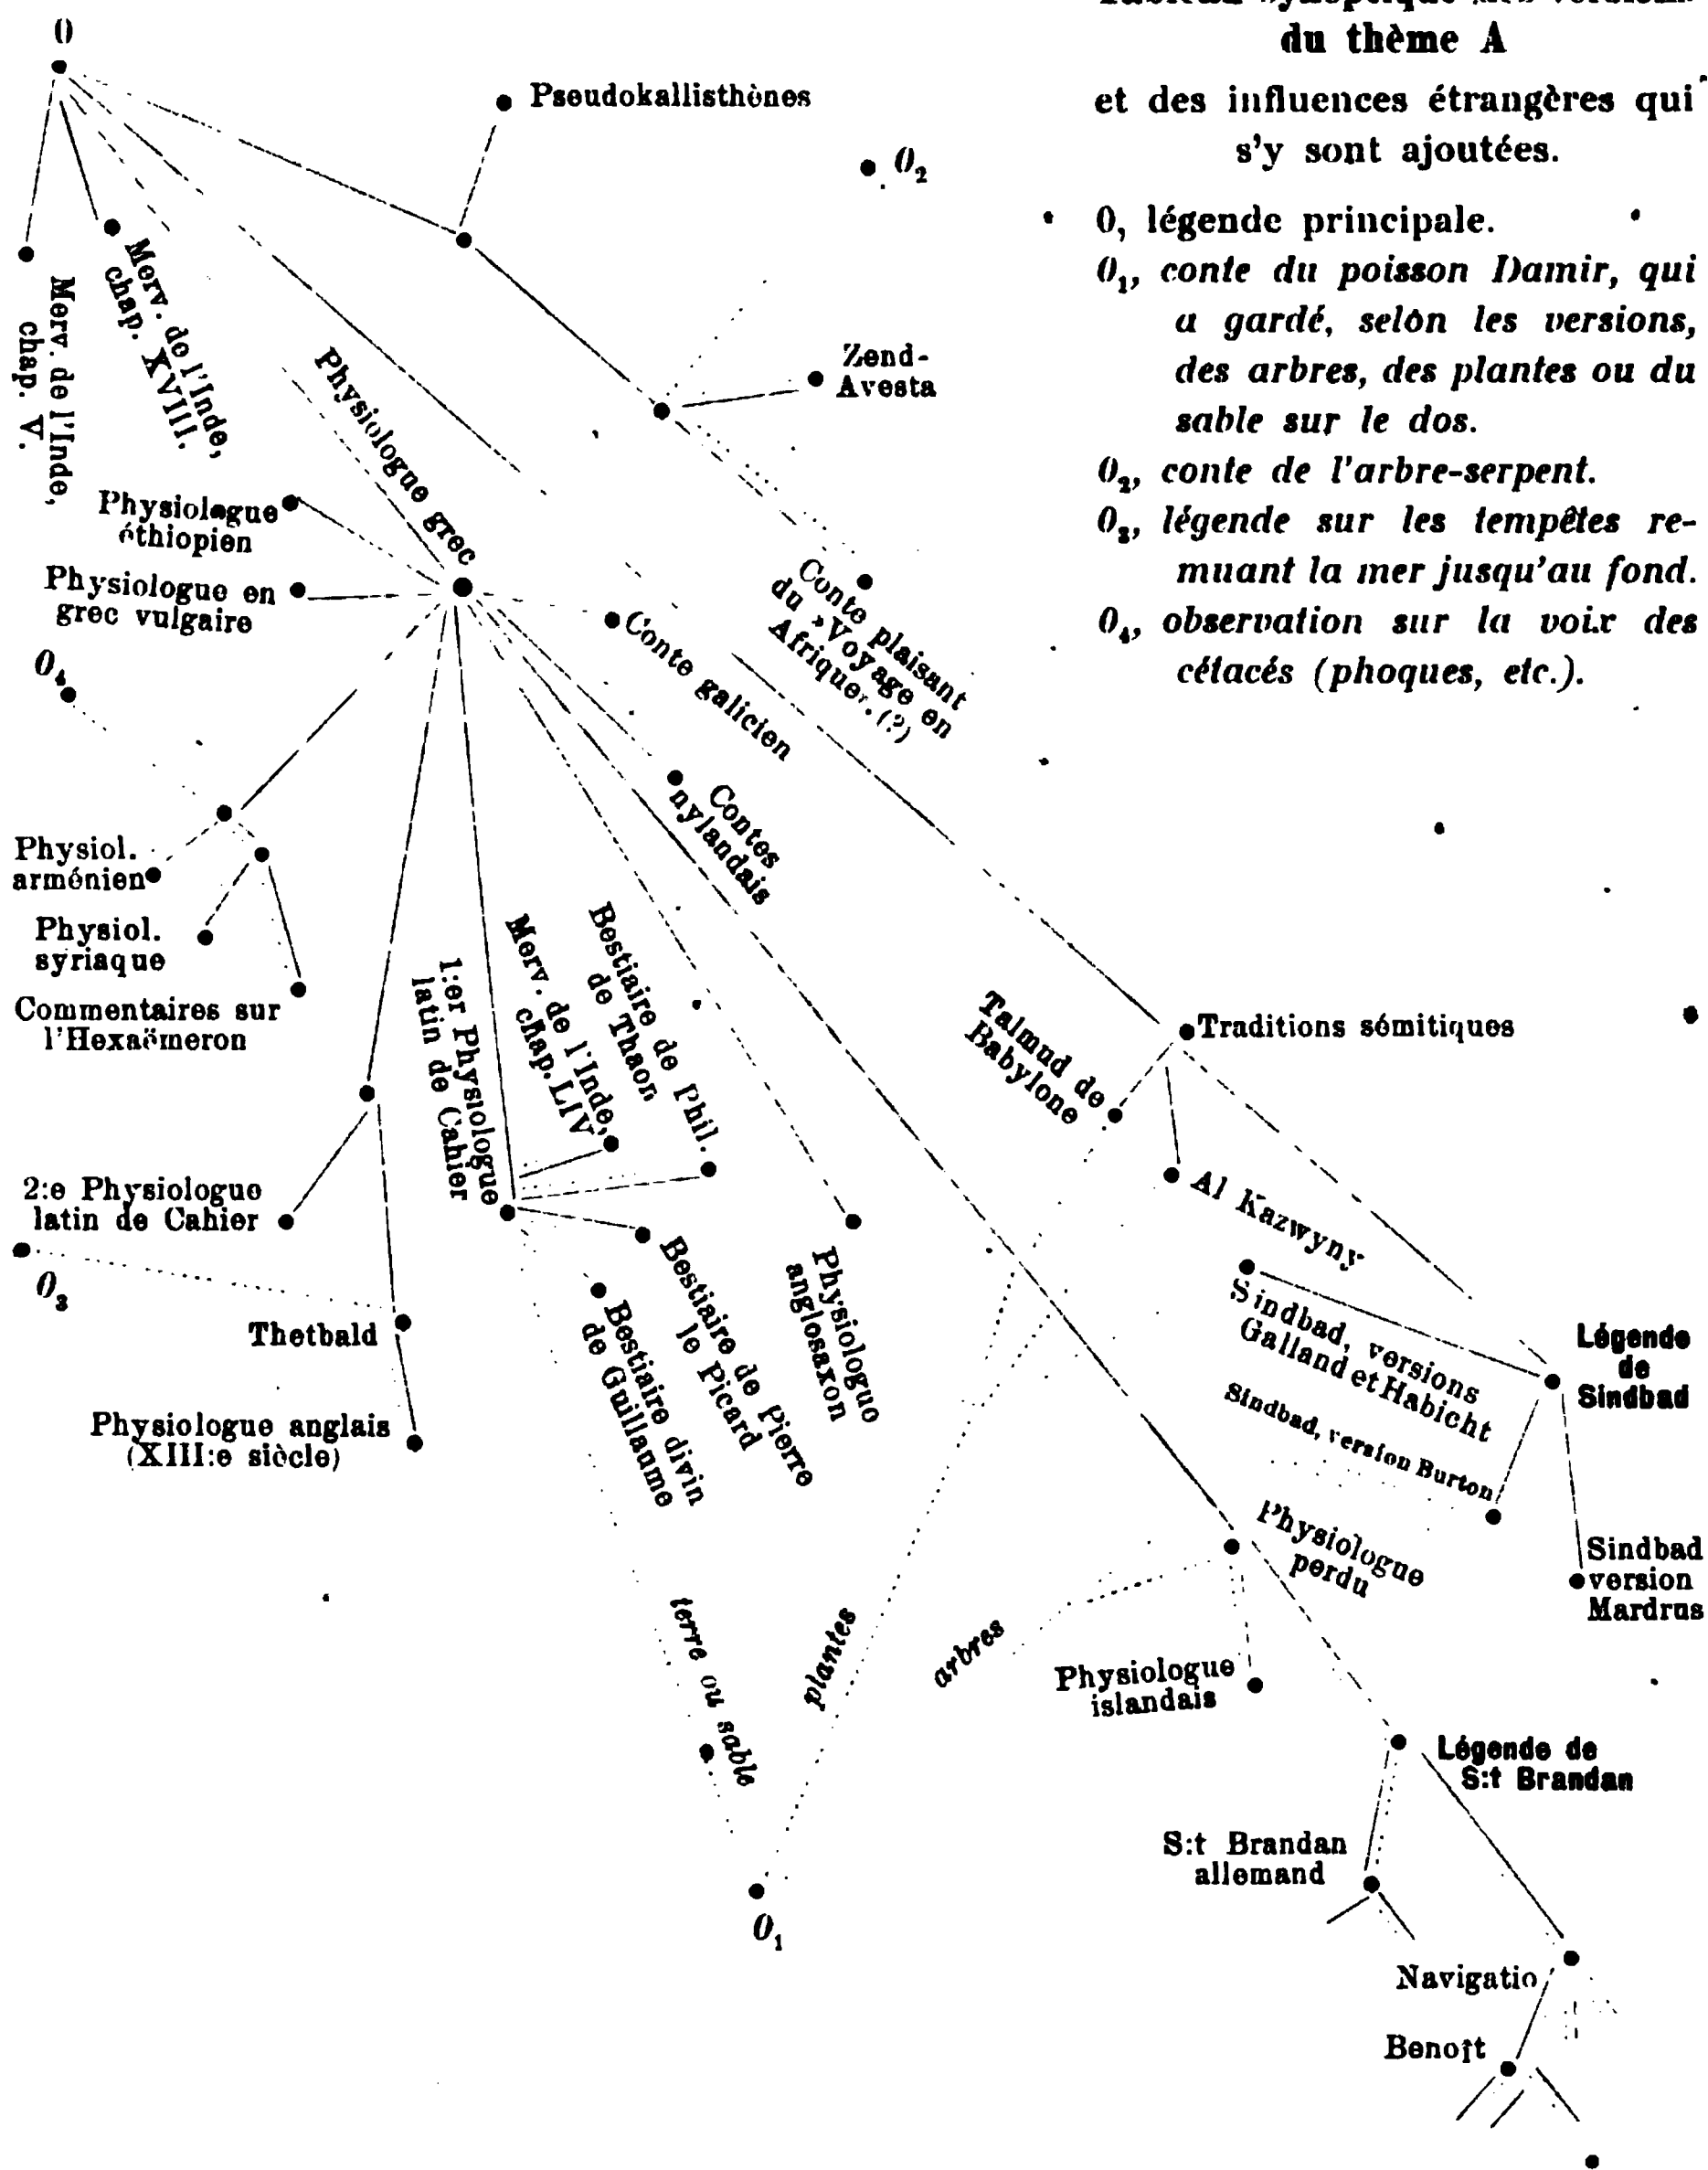 Tableau synoptique des versions
du thème A
et des influences étrangères qui
s'y sont ajoutées.
0, légende principale.
0₁, conte du poisson Damir, qui
a gardé, selon les versions,
des arbres, des plantes ou du
sable sur le dos.
0₂, conte de l'arbre-serpent.
0₃, légende sur les tempêtes re-
muant la mer jusqu'au fond.
0₄, observation sur la voix des
cétacés (phoques, etc.).
0
Pseudokallisthènes
0₂
Merv. de l'Inde,
chap. V.
Merv. de l'Inde,
chap. XVIII.
Physiologue grec
Zend-
Avesta
Physiologue
éthiopien
Physiologue en
grec vulgaire
Conte plaisant
du »Voyage en
Afrique». (?)
Conte galicien
0₄
Contes
nylandais
Physiol.
arménien
Physiol.
syriaque
Commentaires sur
l'Hexaëmeron
1:er Physiologue
latin de Cahier
Merv. de l'Inde,
chap. LIV
Bestiaire de Phil.
de Thaon
Talmud de
Babylone
Traditions sémitiques
Al Kazwyny
2:e Physiologue
latin de Cahier
0₃
Thetbald
Physiologue anglais
(XIII:e siècle)
Bestiaire divin
de Guillaume
Bestiaire de Pierre
le Picard
Physiologue
anglosaxon
Sindbad, versions
Galland et Habicht
Sindbad, version Burton
Légende
de
Sindbad
Sindbad
version
Mardrus
Physiologue
perdu
terre ou sable
plantes
arbres
Physiologue
islandais
Légende de
S:t Brandan
S:t Brandan
allemand
0₁
Navigatio
Benoît